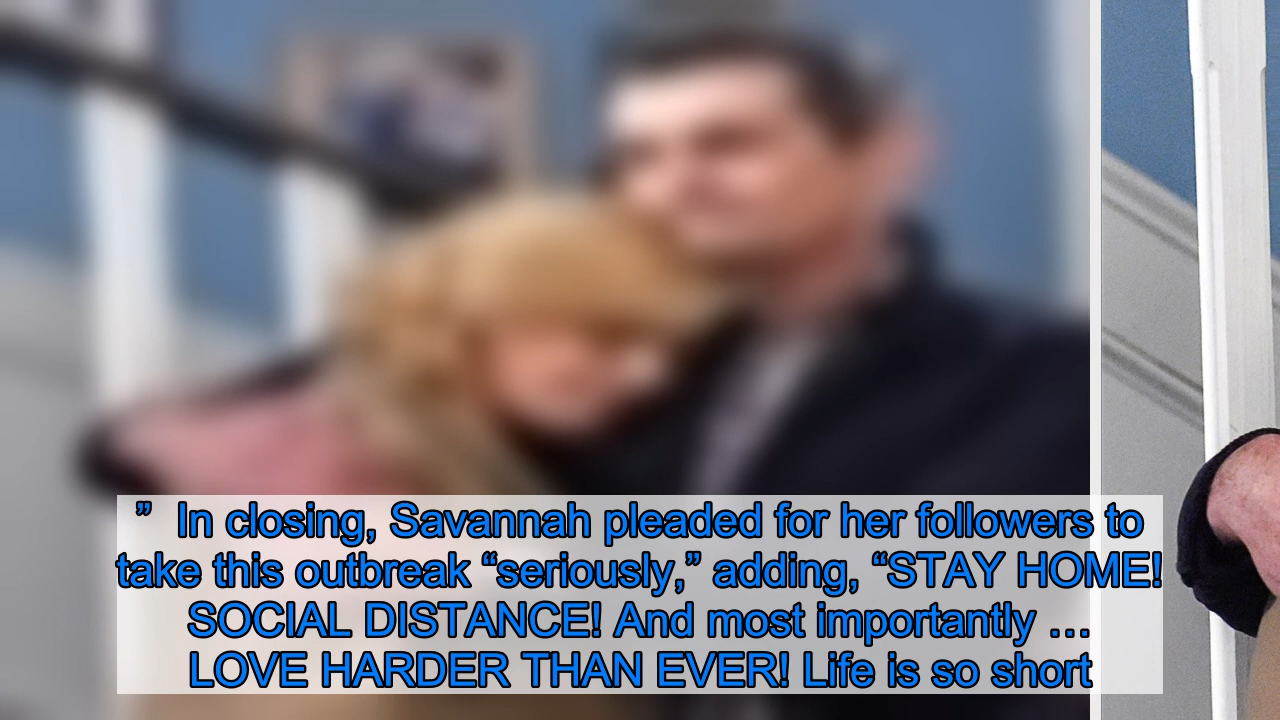 ” In closing, Savannah pleaded for her followers to
take this outbreak “seriously,” adding, “STAY HOME!
SOCIAL DISTANCE! And most importantly …
LOVE HARDER THAN EVER! Life is so short